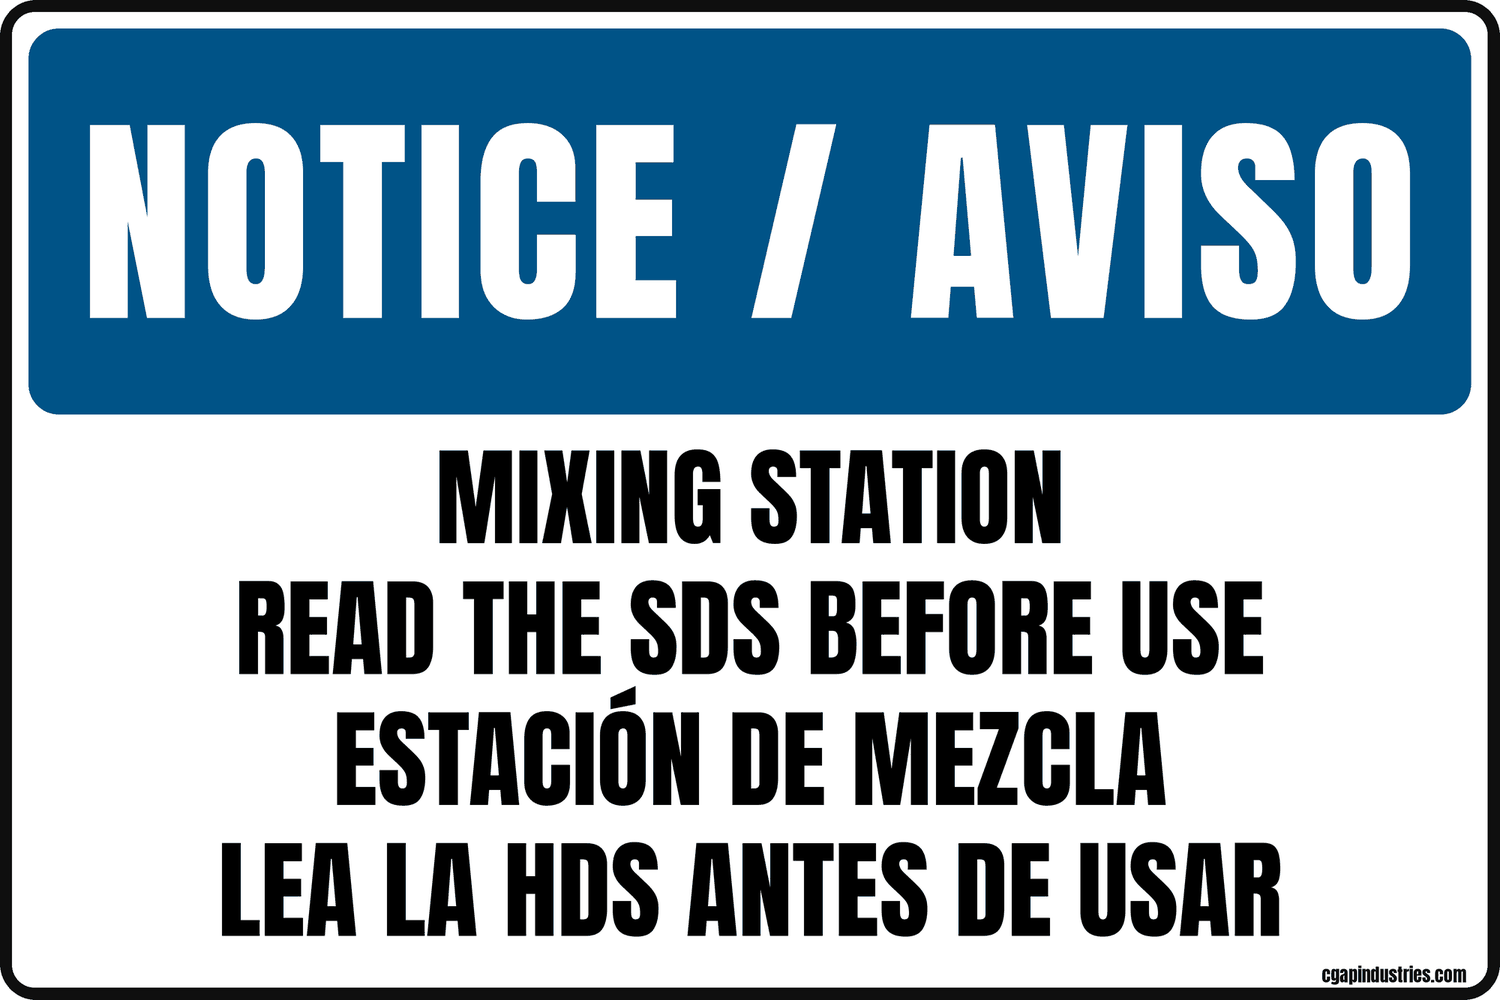 NOTICE / AVISO
MIXING STATION
READ THE SDS BEFORE USE
ESTACIÓN DE MEZCLA
LEA LA HDS ANTES DE USAR
cgapindustries.com